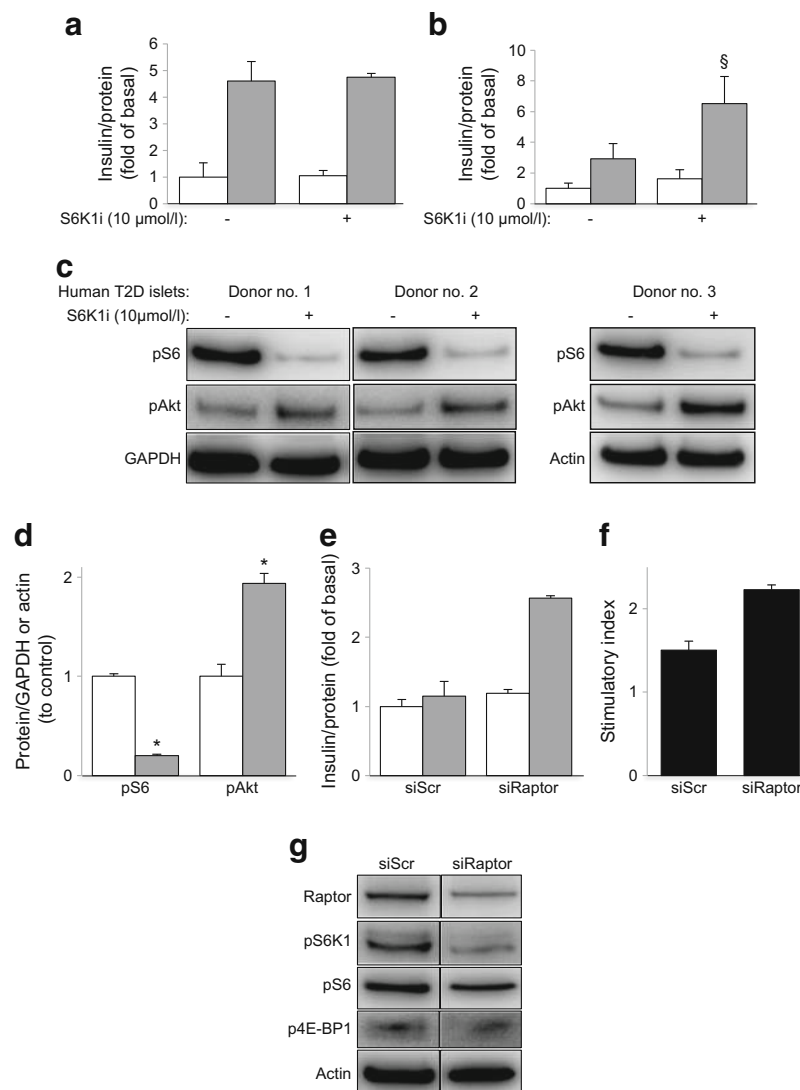 a
Insulin/protein
(fold of basal)
6
5
4
3
2
1
0
S6K1i (10 µmol/l): - +
b
Insulin/protein
(fold of basal)
10
8
6
4
2
0
§
S6K1i (10 µmol/l): - +
c
Human T2D islets: Donor no. 1 Donor no. 2 Donor no. 3
S6K1i (10µmol/l): - + - + - +
pS6 pS6
pAkt pAkt
GAPDH Actin
d
Protein/GAPDH or actin
(to control)
2
1
0
* *
pS6 pAkt
e
Insulin/protein (fold of basal)
3
2
1
0
siScr siRaptor
f
Stimulatory index
2
1
0
siScr siRaptor
g
siScr siRaptor
Raptor
pS6K1
pS6
p4E-BP1
Actin